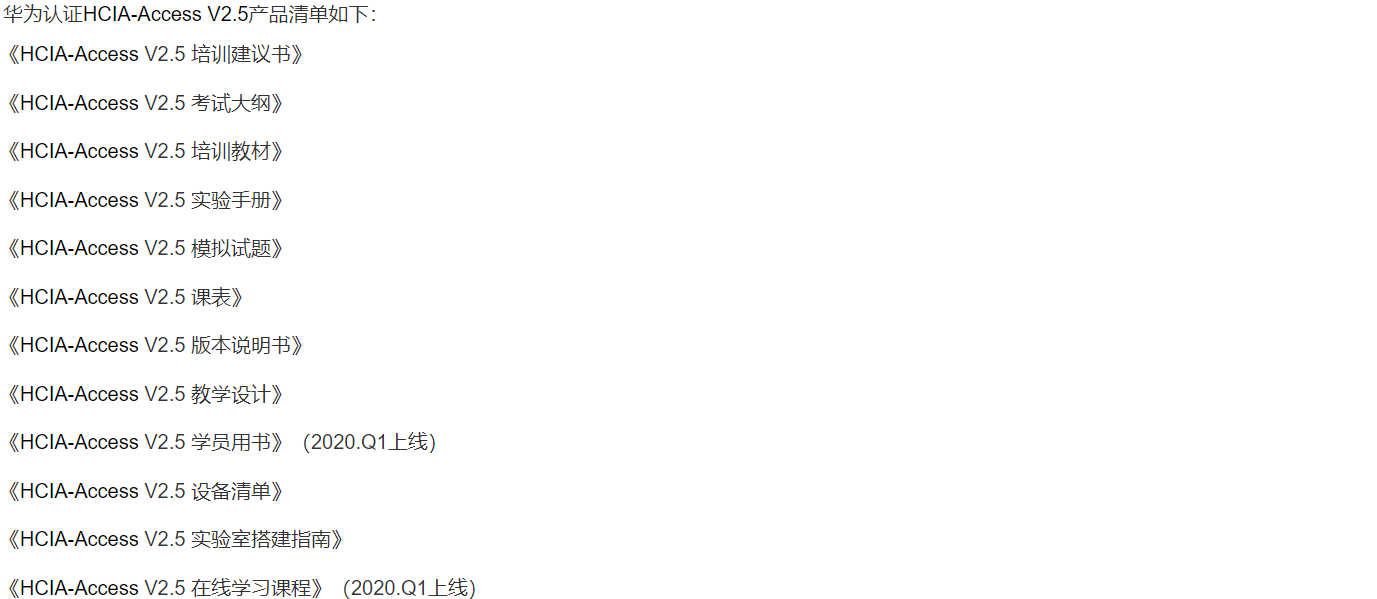 华为认证HCIA-Access V2.5产品清单如下：
《HCIA-Access V2.5 培训建议书》
《HCIA-Access V2.5 考试大纲》
《HCIA-Access V2.5 培训教材》
《HCIA-Access V2.5 实验手册》
《HCIA-Access V2.5 模拟试题》
《HCIA-Access V2.5 课表》
《HCIA-Access V2.5 版本说明书》
《HCIA-Access V2.5 教学设计》
《HCIA-Access V2.5 学员用书》（2020.Q1上线）
《HCIA-Access V2.5 设备清单》
《HCIA-Access V2.5 实验室搭建指南》
《HCIA-Access V2.5 在线学习课程》（2020.Q1上线）